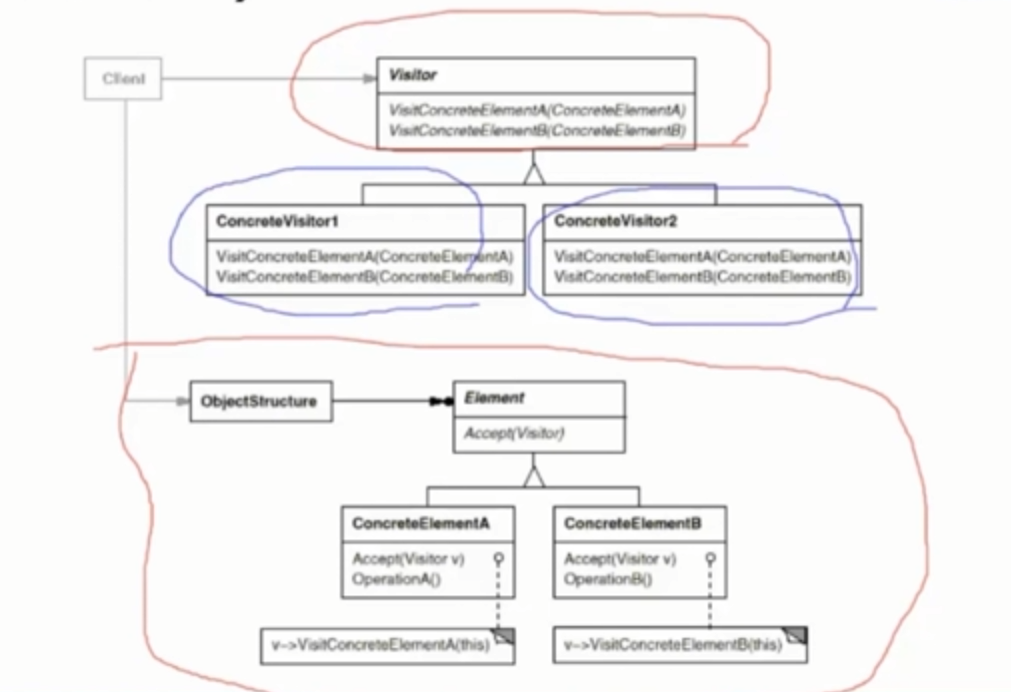 Client
Visitor
VisitConcreteElementA(ConcreteElementA)
VisitConcreteElementB(ConcreteElementB)
ConcreteVisitor1
VisitConcreteElementA(ConcreteElementA)
VisitConcreteElementB(ConcreteElementB)
ConcreteVisitor2
VisitConcreteElementA(ConcreteElementA)
VisitConcreteElementB(ConcreteElementB)
ObjectStructure
Element
Accept(Visitor)
ConcreteElementA
Accept(Visitor v)
OperationA()
ConcreteElementB
Accept(Visitor v)
OperationB()
v->VisitConcreteElementA(this)
v->VisitConcreteElementB(this)